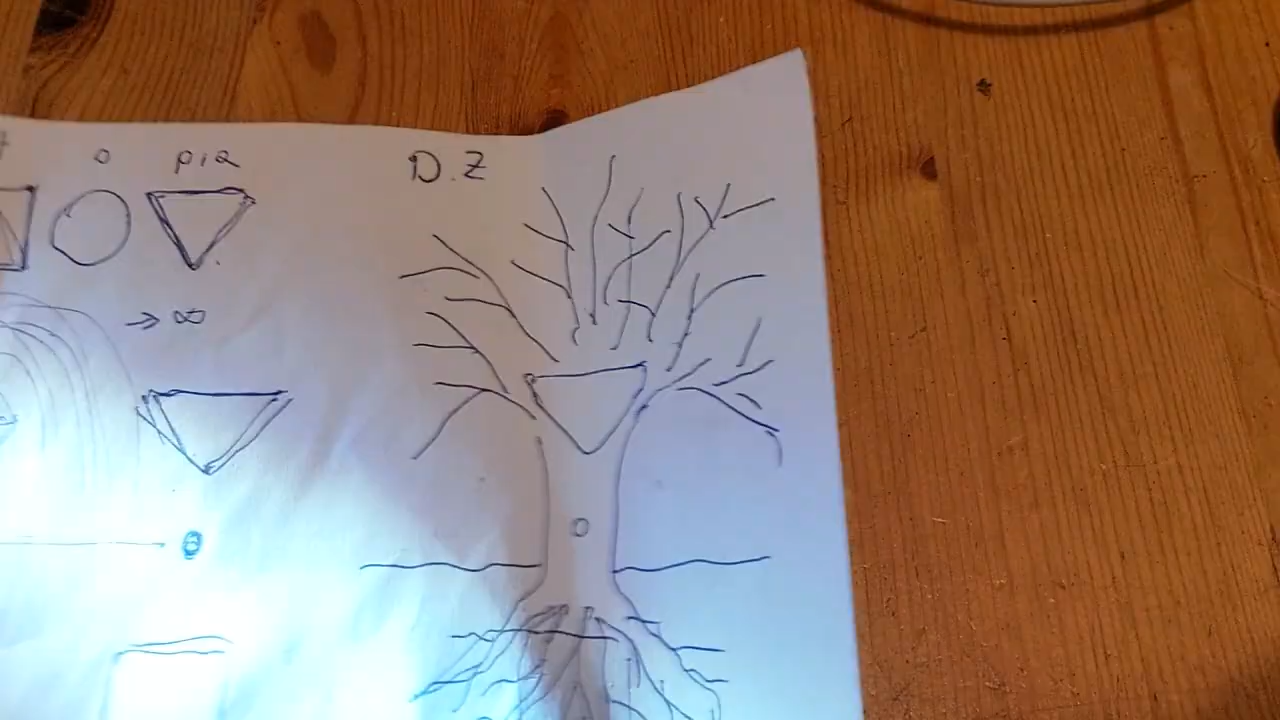 o pia D.Z
→ ∞
o